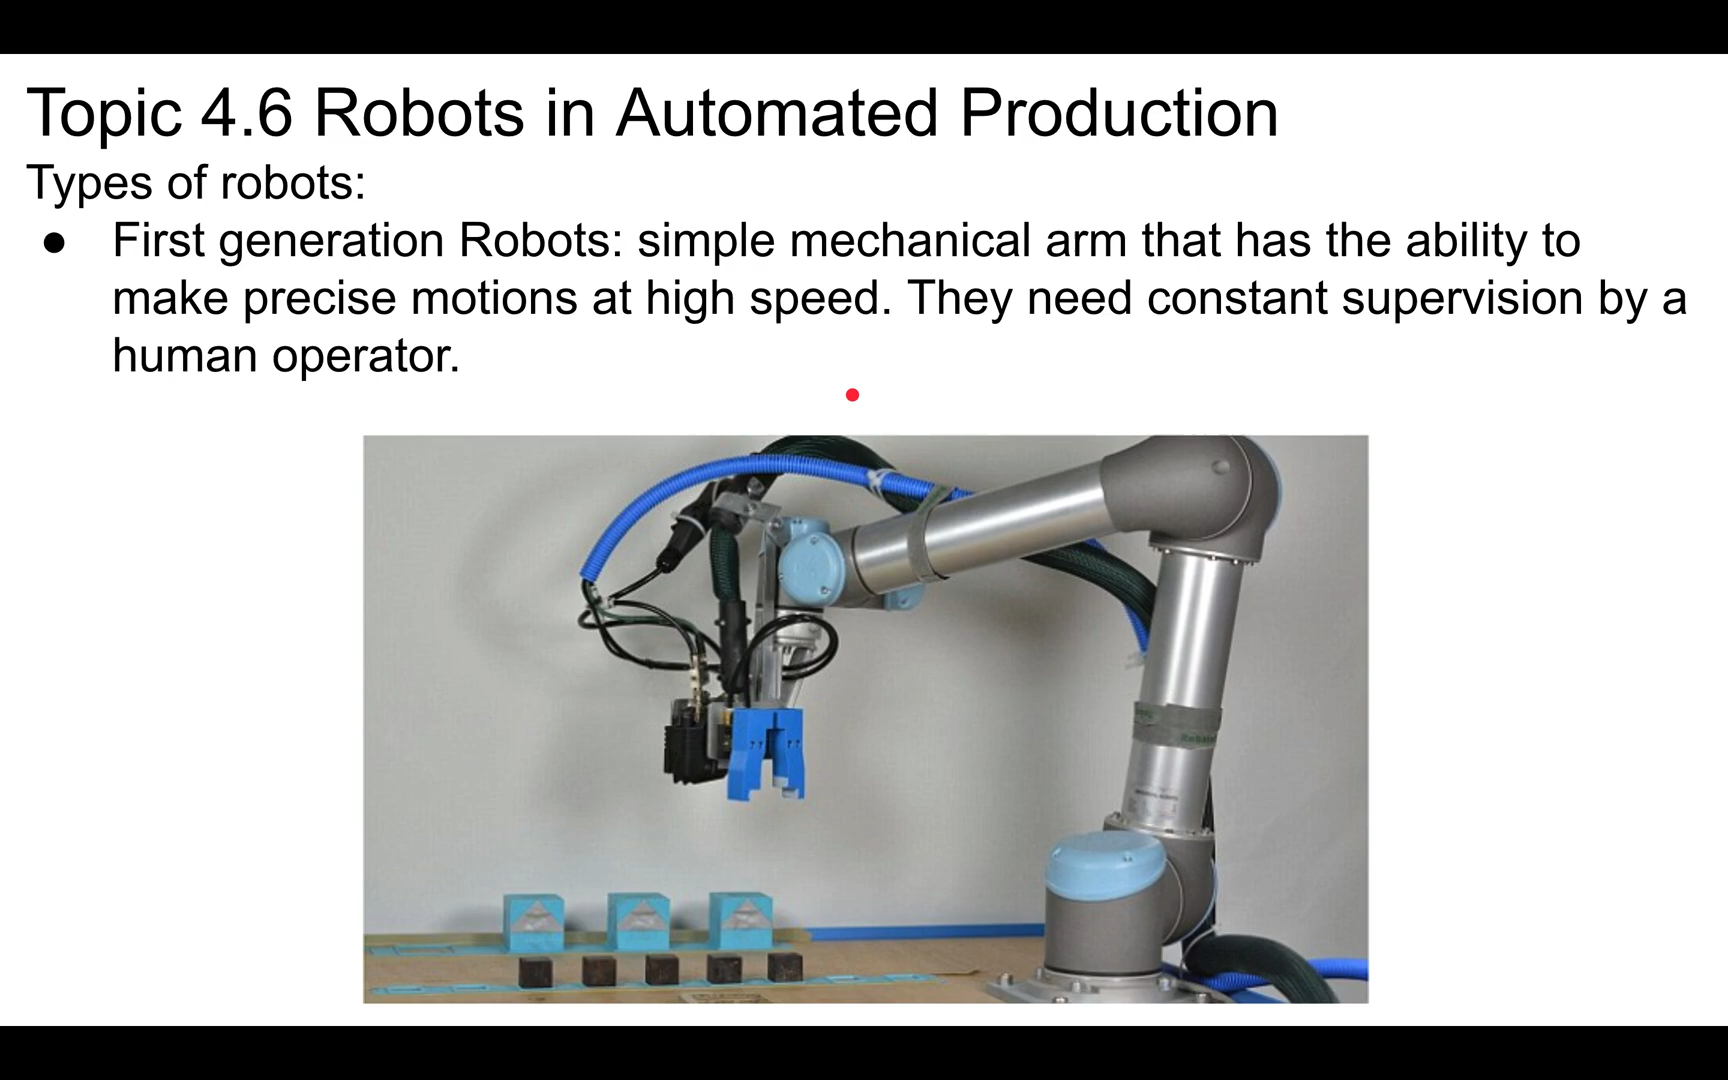 Topic 4.6 Robots in Automated Production
Types of robots:
● First generation Robots: simple mechanical arm that has the ability to
make precise motions at high speed. They need constant supervision by a
human operator.